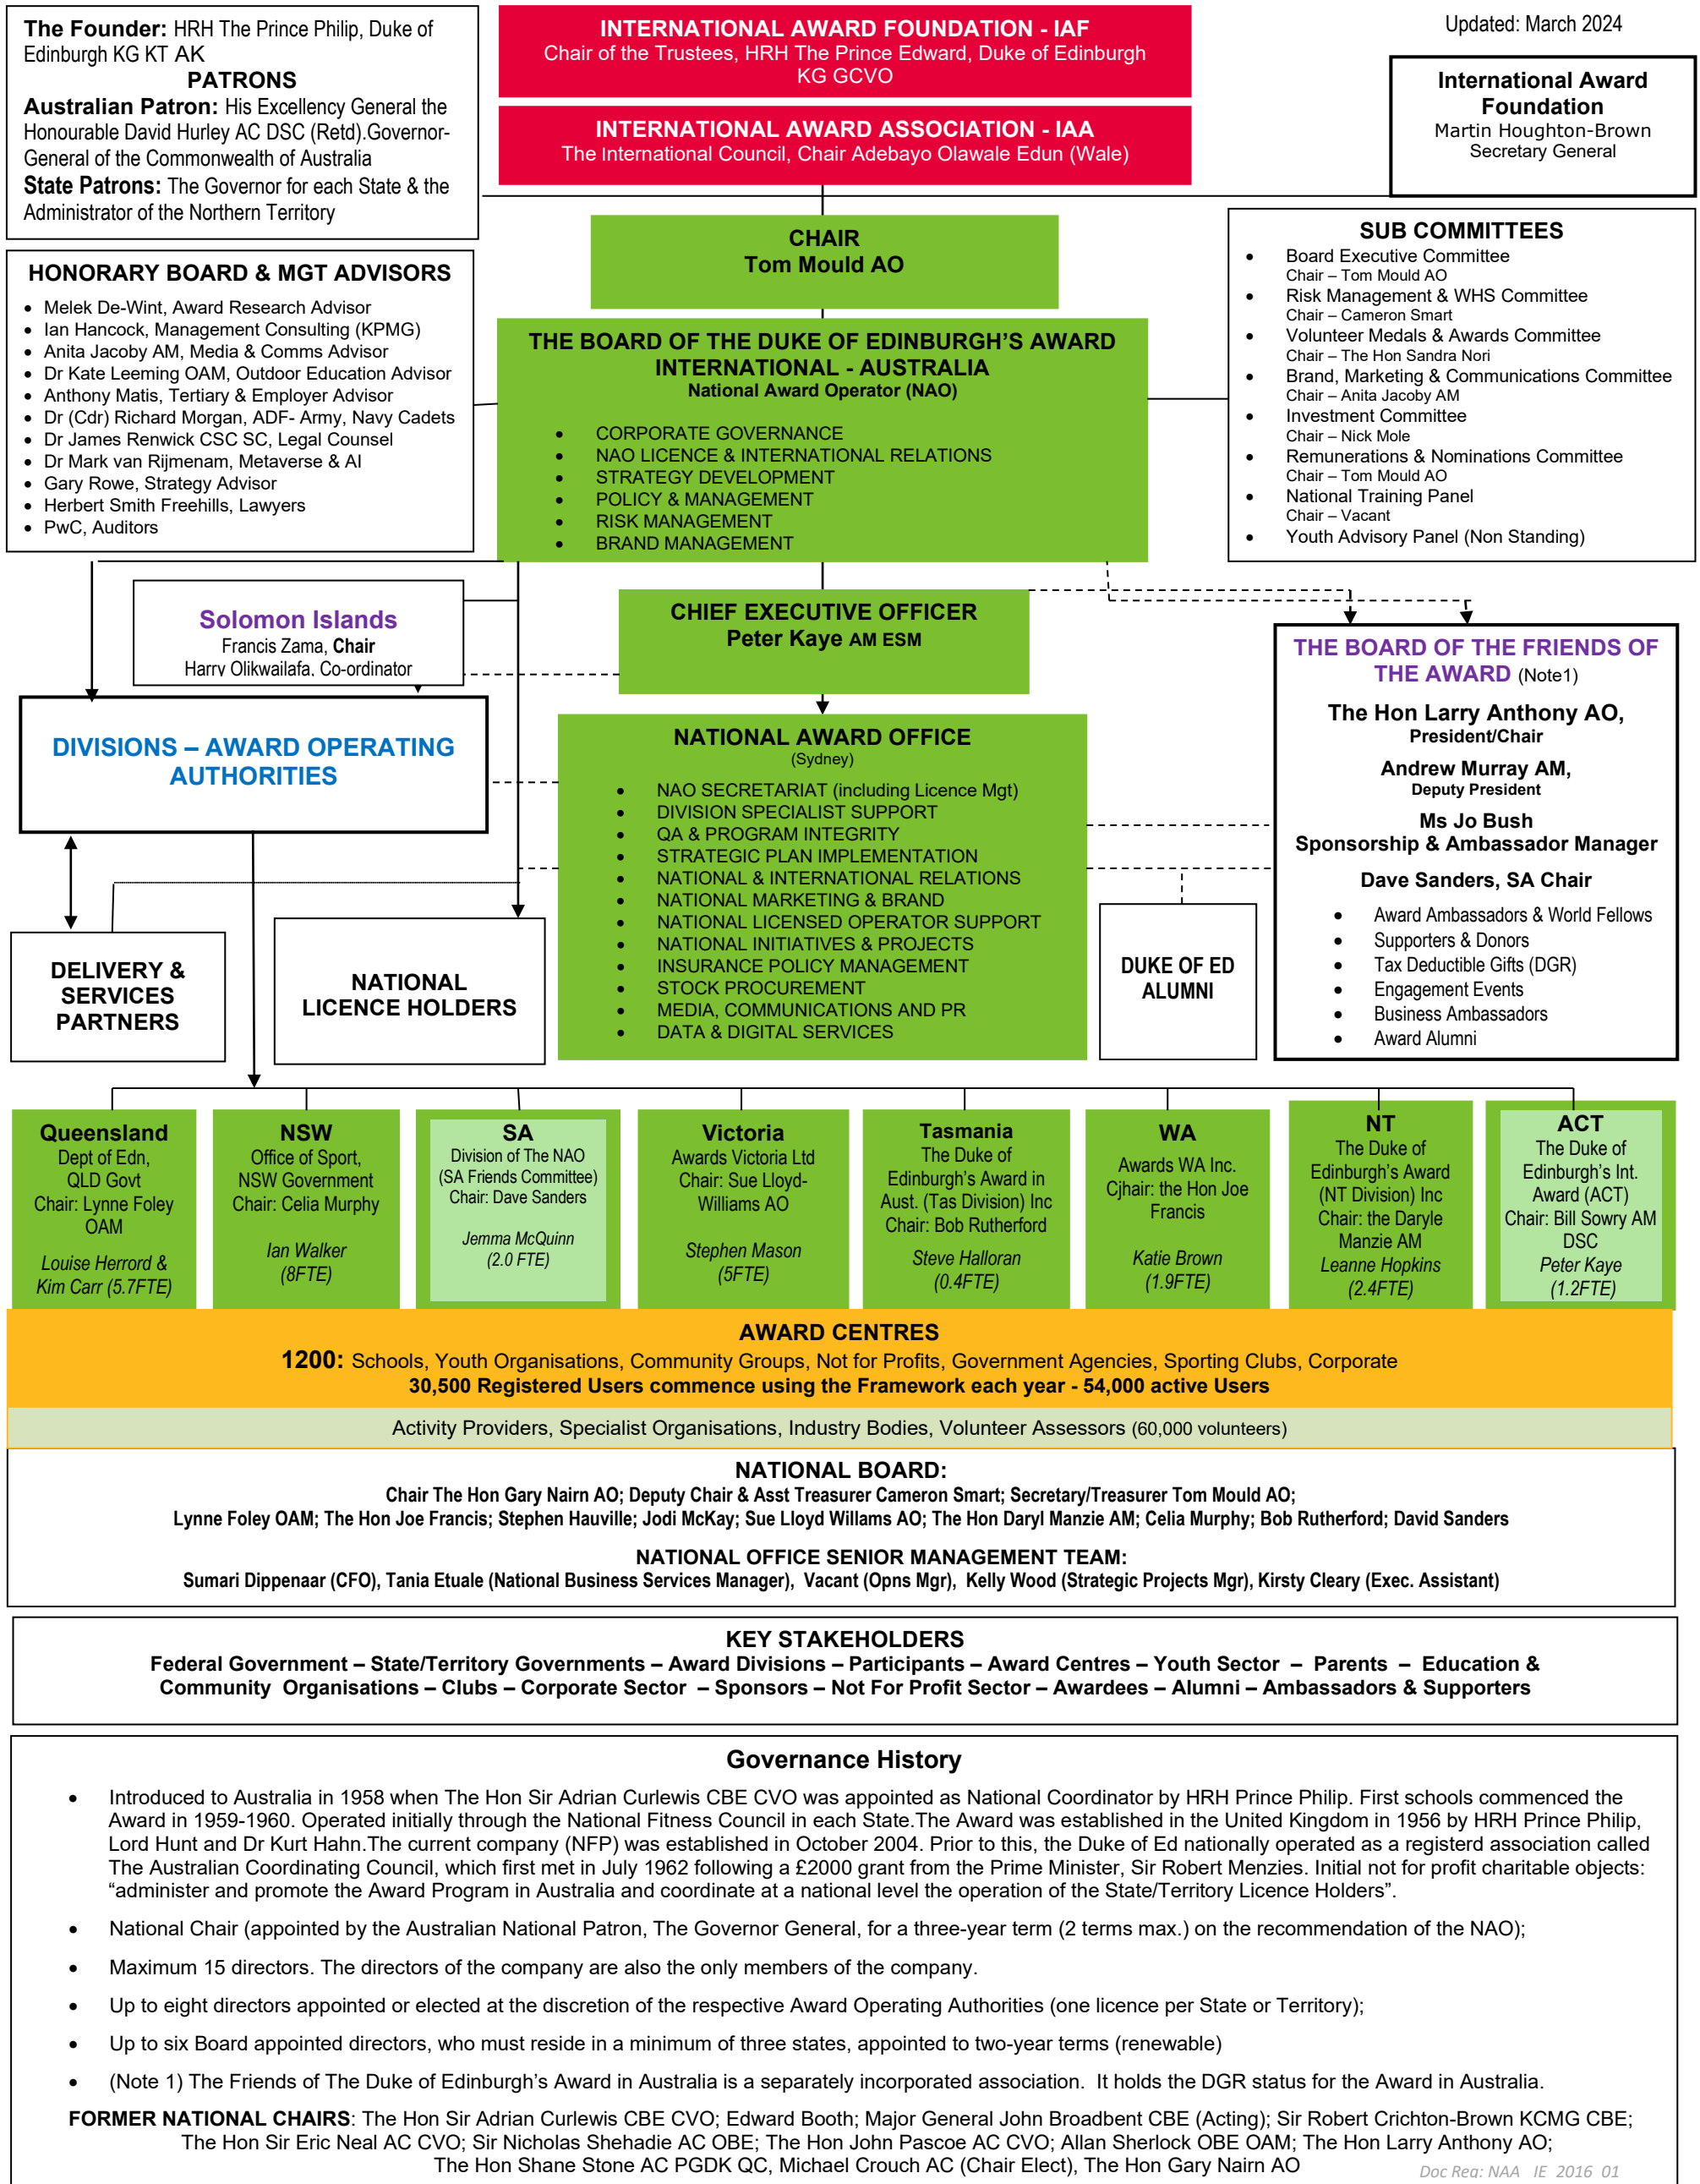 The Founder: HRH The Prince Philip, Duke of
Edinburgh KG KT AK
PATRONS
Australian Patron: His Excellency General the
Honourable David Hurley AC DSC (Retd).Governor-
General of the Commonwealth of Australia
State Patrons: The Governor for each State & the
Administrator of the Northern Territory
INTERNATIONAL AWARD FOUNDATION - IAF
Chair of the Trustees, HRH The Prince Edward, Duke of Edinburgh
KG GCVO
INTERNATIONAL AWARD ASSOCIATION - IAA
The International Council, Chair Adebayo Olawale Edun (Wale)
Updated: March 2024
International Award
Foundation
Martin Houghton-Brown
Secretary General
CHAIR
Tom Mould AO
HONORARY BOARD & MGT ADVISORS
• Melek De-Wint, Award Research Advisor
• Ian Hancock, Management Consulting (KPMG)
• Anita Jacoby AM, Media & Comms Advisor
• Dr Kate Leeming OAM, Outdoor Education Advisor
• Anthony Matis, Tertiary & Employer Advisor
• Dr (Cdr) Richard Morgan, ADF- Army, Navy Cadets
• Dr James Renwick CSC SC, Legal Counsel
• Dr Mark van Rijmenam, Metaverse & AI
• Gary Rowe, Strategy Advisor
• Herbert Smith Freehills, Lawyers
• PwC, Auditors
THE BOARD OF THE DUKE OF EDINBURGH'S AWARD
INTERNATIONAL - AUSTRALIA
National Award Operator (NAO)
• CORPORATE GOVERNANCE
• NAO LICENCE & INTERNATIONAL RELATIONS
• STRATEGY DEVELOPMENT
• POLICY & MANAGEMENT
• RISK MANAGEMENT
• BRAND MANAGEMENT
SUB COMMITTEES
• Board Executive Committee
Chair – Tom Mould AO
• Risk Management & WHS Committee
Chair – Cameron Smart
• Volunteer Medals & Awards Committee
Chair – The Hon Sandra Nori
• Brand, Marketing & Communications Committee
Chair – Anita Jacoby AM
• Investment Committee
Chair – Nick Mole
• Remunerations & Nominations Committee
Chair – Tom Mould AO
• National Training Panel
Chair – Vacant
• Youth Advisory Panel (Non Standing)
Solomon Islands
Francis Zama, Chair
Harry Olikwailafa, Co-ordinator
CHIEF EXECUTIVE OFFICER
Peter Kaye AM ESM
DIVISIONS – AWARD OPERATING
AUTHORITIES
NATIONAL AWARD OFFICE
(Sydney)
• NAO SECRETARIAT (including Licence Mgt)
• DIVISION SPECIALIST SUPPORT
• QA & PROGRAM INTEGRITY
• STRATEGIC PLAN IMPLEMENTATION
• NATIONAL & INTERNATIONAL RELATIONS
• NATIONAL MARKETING & BRAND
• NATIONAL LICENSED OPERATOR SUPPORT
• NATIONAL INITIATIVES & PROJECTS
• INSURANCE POLICY MANAGEMENT
• STOCK PROCUREMENT
• MEDIA, COMMUNICATIONS AND PR
• DATA & DIGITAL SERVICES
THE BOARD OF THE FRIENDS OF
THE AWARD (Note1)
The Hon Larry Anthony AO,
President/Chair
Andrew Murray AM,
Deputy President
Ms Jo Bush
Sponsorship & Ambassador Manager
Dave Sanders, SA Chair
• Award Ambassadors & World Fellows
• Supporters & Donors
• Tax Deductible Gifts (DGR)
• Engagement Events
• Business Ambassadors
• Award Alumni
DELIVERY &
SERVICES
PARTNERS
NATIONAL
LICENCE HOLDERS
DUKE OF ED
ALUMNI
Queensland
Dept of Edn,
QLD Govt
Chair: Lynne Foley
OAM
Louise Herrord &
Kim Carr (5.7FTE)
NSW
Office of Sport,
NSW Government
Chair: Celia Murphy
Ian Walker
(8FTE)
SA
Division of The NAO
(SA Friends Committee)
Chair: Dave Sanders
Jemma McQuinn
(2.0 FTE)
Victoria
Awards Victoria Ltd
Chair: Sue Lloyd-
Williams AO
Stephen Mason
(5FTE)
Tasmania
The Duke of
Edinburgh's Award in
Aust. (Tas Division) Inc
Chair: Bob Rutherford
Steve Halloran
(0.4FTE)
WA
Awards WA Inc.
Cjhair: the Hon Joe
Francis
Katie Brown
(1.9FTE)
NT
The Duke of
Edinburgh's Award
(NT Division) Inc
Chair: the Daryle
Manzie AM
Leanne Hopkins
(2.4FTE)
ACT
The Duke of
Edinburgh's Int.
Award (ACT)
Chair: Bill Sowry AM
DSC
Peter Kaye
(1.2FTE)
AWARD CENTRES
1200: Schools, Youth Organisations, Community Groups, Not for Profits, Government Agencies, Sporting Clubs, Corporate
30,500 Registered Users commence using the Framework each year - 54,000 active Users
Activity Providers, Specialist Organisations, Industry Bodies, Volunteer Assessors (60,000 volunteers)
NATIONAL BOARD:
Chair The Hon Gary Nairn AO; Deputy Chair & Asst Treasurer Cameron Smart; Secretary/Treasurer Tom Mould AO;
Lynne Foley OAM; The Hon Joe Francis; Stephen Hauville; Jodi McKay; Sue Lloyd Willams AO; The Hon Daryl Manzie AM; Celia Murphy; Bob Rutherford; David Sanders
NATIONAL OFFICE SENIOR MANAGEMENT TEAM:
Sumari Dippenaar (CFO), Tania Etuale (National Business Services Manager), Vacant (Opns Mgr), Kelly Wood (Strategic Projects Mgr), Kirsty Cleary (Exec. Assistant)
KEY STAKEHOLDERS
Federal Government – State/Territory Governments – Award Divisions – Participants – Award Centres – Youth Sector – Parents – Education &
Community Organisations – Clubs – Corporate Sector – Sponsors – Not For Profit Sector – Awardees – Alumni – Ambassadors & Supporters
Governance History
• Introduced to Australia in 1958 when The Hon Sir Adrian Curlewis CBE CVO was appointed as National Coordinator by HRH Prince Philip. First schools commenced the
Award in 1959-1960. Operated initially through the National Fitness Council in each State.The Award was established in the United Kingdom in 1956 by HRH Prince Philip,
Lord Hunt and Dr Kurt Hahn.The current company (NFP) was established in October 2004. Prior to this, the Duke of Ed nationally operated as a registerd association called
The Australian Coordinating Council, which first met in July 1962 following a £2000 grant from the Prime Minister, Sir Robert Menzies. Initial not for profit charitable objects:
“administer and promote the Award Program in Australia and coordinate at a national level the operation of the State/Territory Licence Holders”.
• National Chair (appointed by the Australian National Patron, The Governor General, for a three-year term (2 terms max.) on the recommendation of the NAO);
• Maximum 15 directors. The directors of the company are also the only members of the company.
• Up to eight directors appointed or elected at the discretion of the respective Award Operating Authorities (one licence per State or Territory);
• Up to six Board appointed directors, who must reside in a minimum of three states, appointed to two-year terms (renewable)
• (Note 1) The Friends of The Duke of Edinburgh's Award in Australia is a separately incorporated association. It holds the DGR status for the Award in Australia.
FORMER NATIONAL CHAIRS: The Hon Sir Adrian Curlewis CBE CVO; Edward Booth; Major General John Broadbent CBE (Acting); Sir Robert Crichton-Brown KCMG CBE;
The Hon Sir Eric Neal AC CVO; Sir Nicholas Shehadie AC OBE; The Hon John Pascoe AC CVO; Allan Sherlock OBE OAM; The Hon Larry Anthony AO;
The Hon Shane Stone AC PGDK QC, Michael Crouch AC (Chair Elect), The Hon Gary Nairn AO
Doc Reg: NAA_IE_2016_01